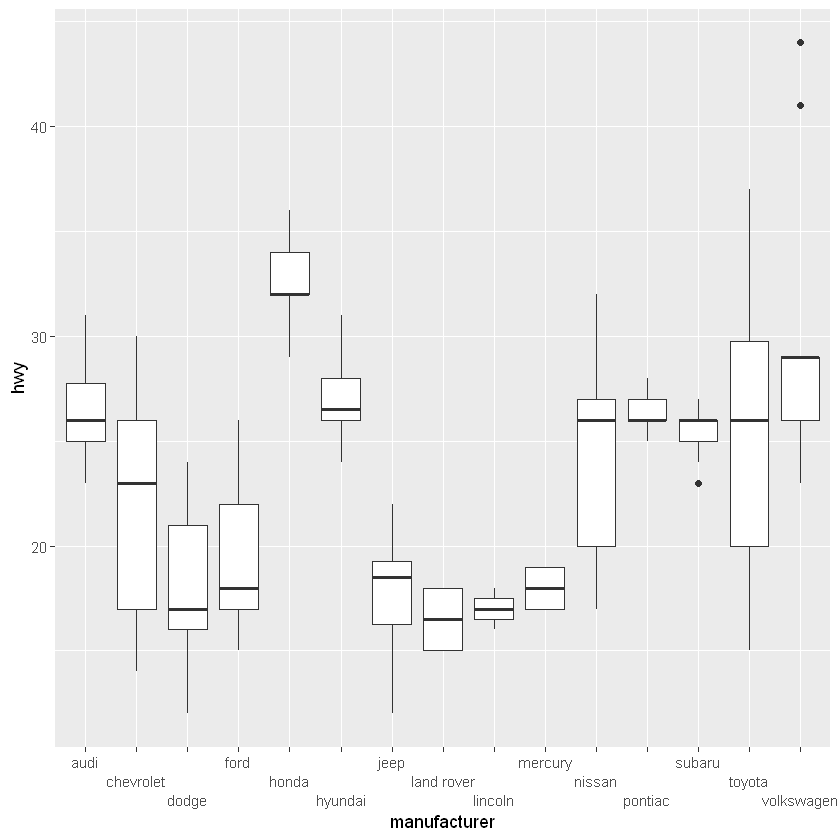 hwy
40
30
20
audi ford jeep mercury subaru
chevrolet honda land rover nissan toyota
dodge hyundai lincoln pontiac volkswagen
manufacturer